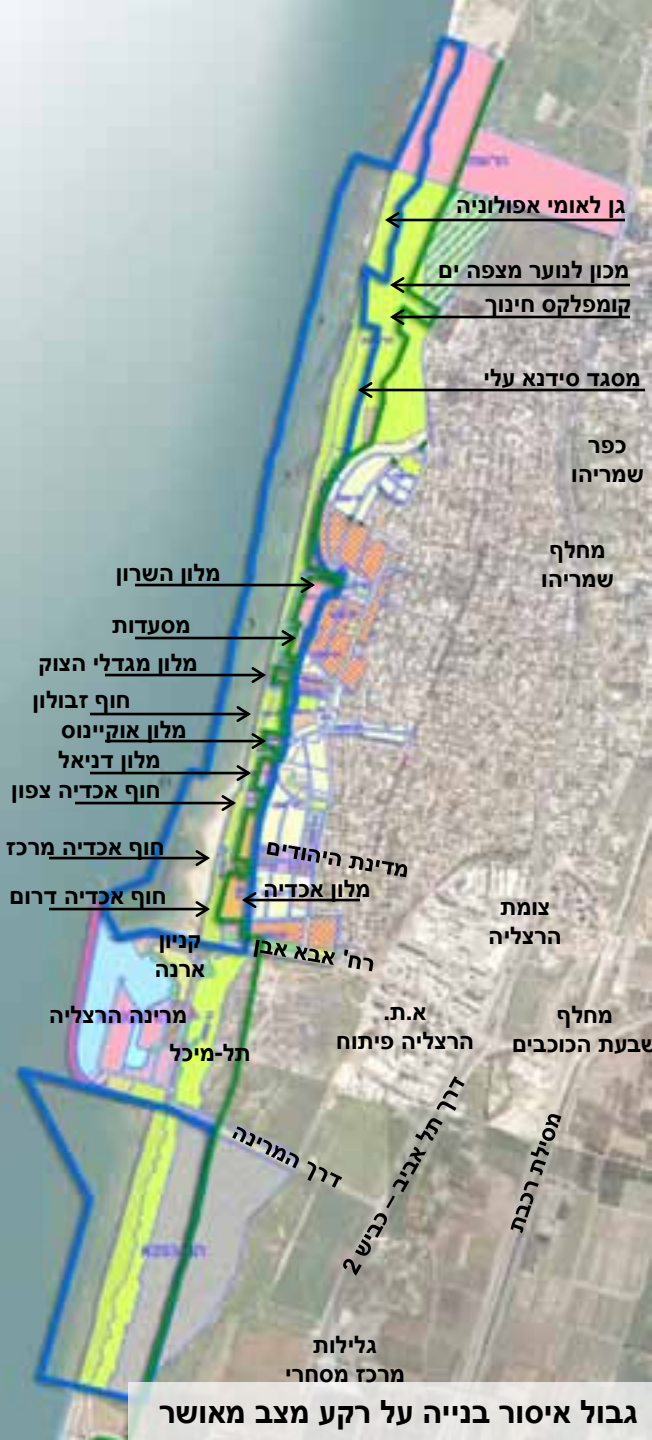 גן לאומי אפולוניה
מכון לנוער מצפה ים
קומפלקס חינוך
מסגד סידנא עלי
כפר
שמריהו
מחלף
שמריהו
מלון השרון
מסעדות
מלון מגדלי הצוק
חוף זבולון
מלון אוקיינוס
מלון דניאל
חוף אכדיה צפון
חוף אכדיה מרכז
מדינת היהודים
מלון אכדיה
חוף אכדיה דרום
צומת
הרצליה
קניון
ארנה
רח' אבא אבן
מרינה הרצליה
תל-מיכל
א.ת.
הרצליה פיתוח
מחלף
שבעת הכוכבים
דרך המרינה
דרך תל אביב – כביש 2
מסילת רכבת
גלילות
מרכז מסחרי
גבול איסור בנייה על רקע מצב מאושר